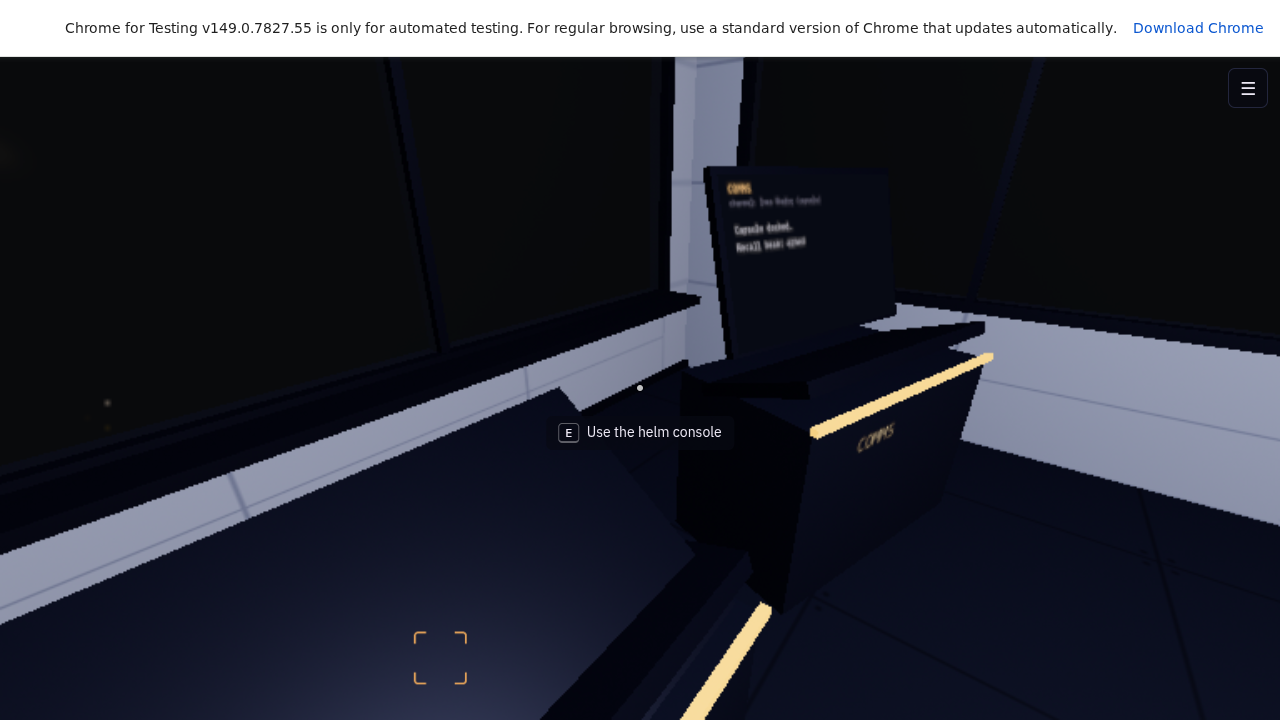 Chrome for Testing v149.0.7827.55 is only for automated testing. For regular browsing, use a standard version of Chrome that updates automatically. Download Chrome
COMMS
Capsule docked.
Recall beam: armed
E Use the helm console
COMMS